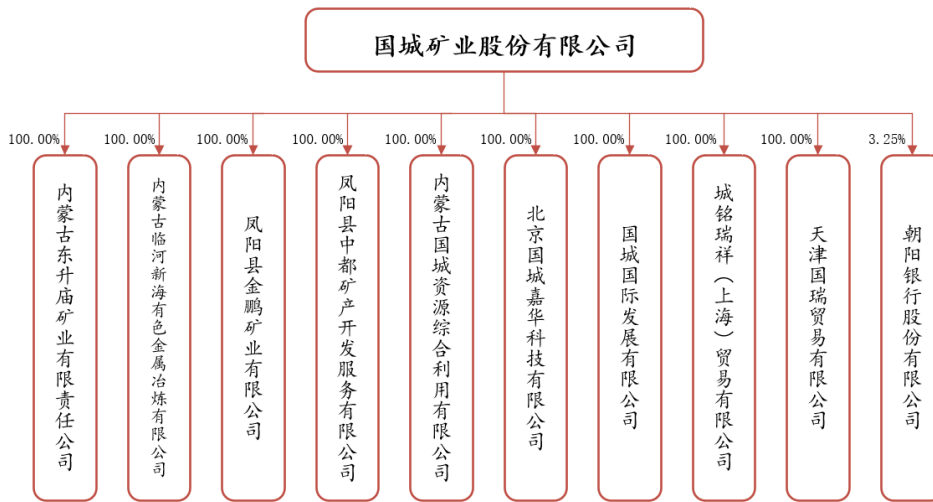 国城矿业股份有限公司
100.00%
100.00%
100.00%
100.00%
100.00%
100.00%
100.00%
100.00%
100.00%
3.25%
内蒙古东升庙矿业有限责任公司
内蒙古临河新海有色金属冶炼有限公司
凤阳县金鹏矿业有限公司
凤阳县中都矿产开发服务有限公司
内蒙古国城资源综合利用有限公司
北京国城嘉华科技有限公司
国城国际发展有限公司
城铭瑞祥（上海）贸易有限公司
天津国瑞贸易有限公司
朝阳银行股份有限公司